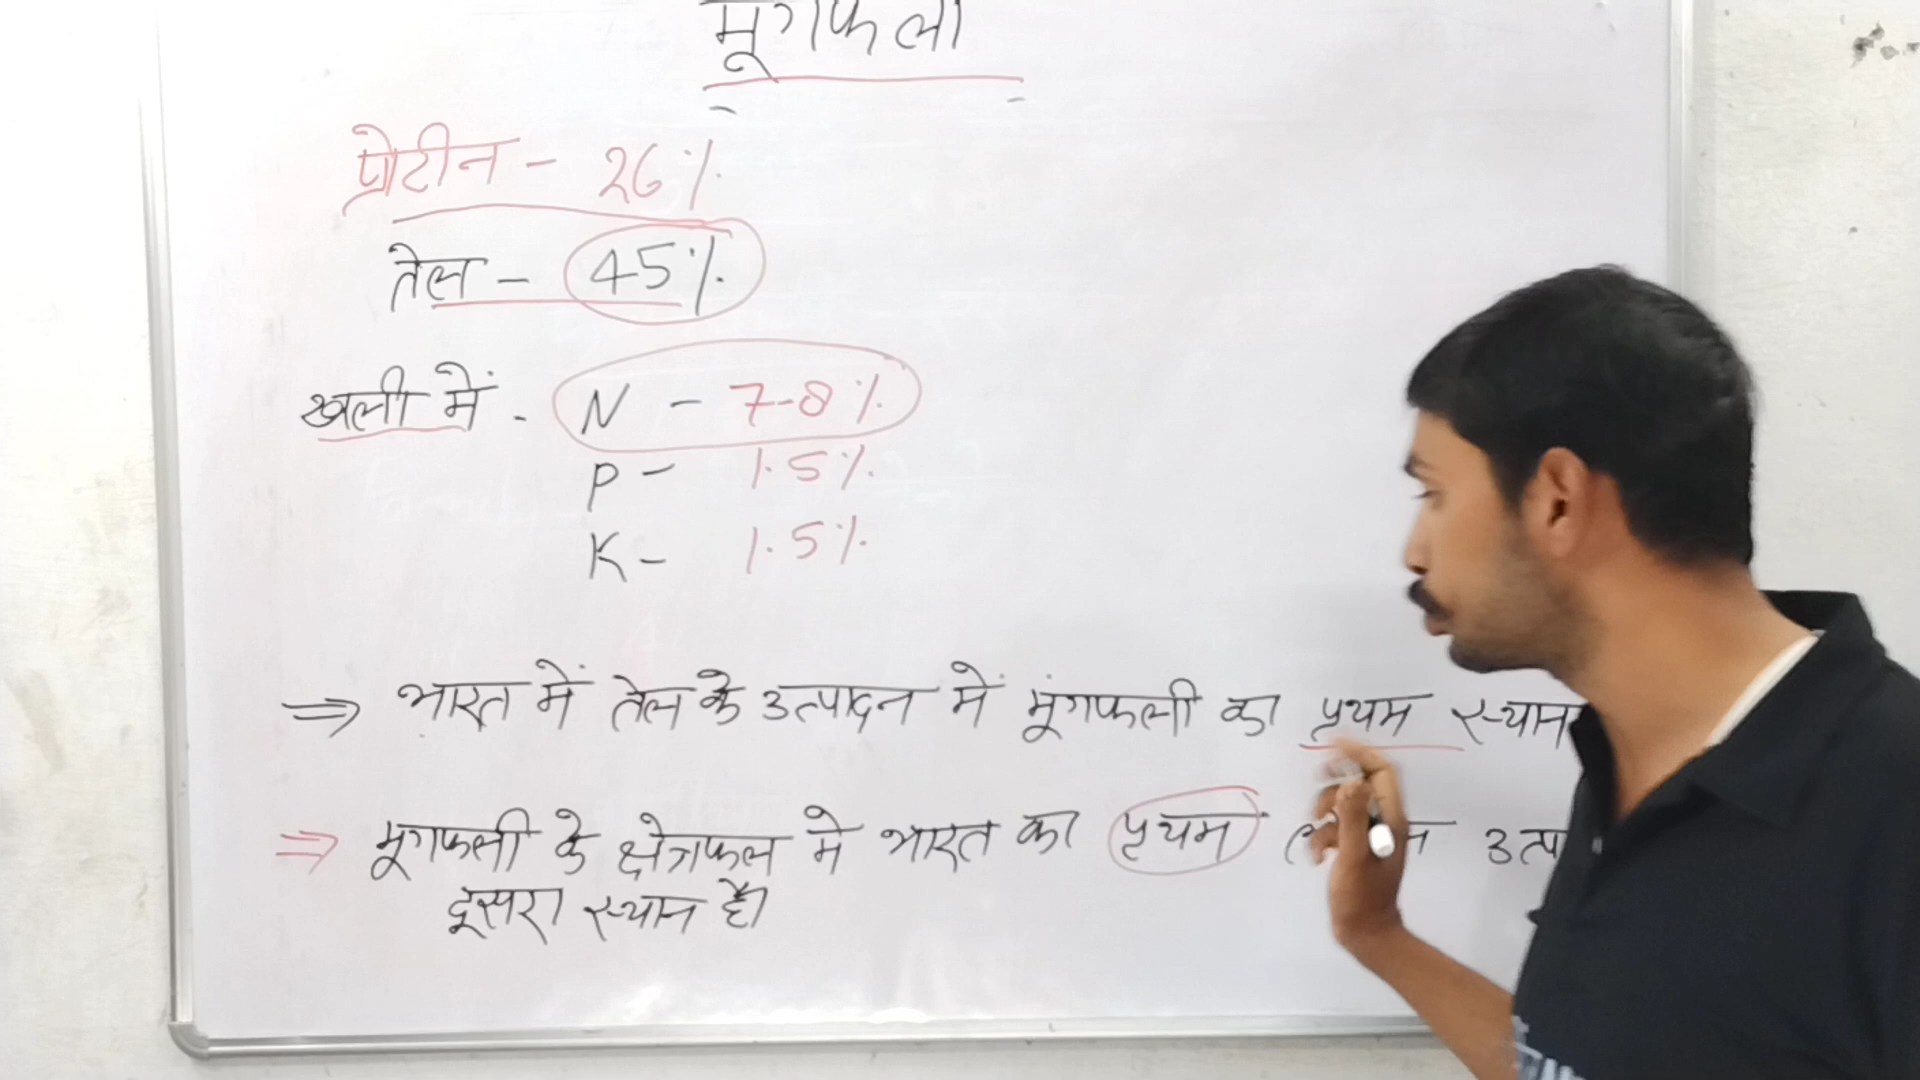 मूगफली
प्रोटीन - 26%
तेल - 45%
खली में - N - 7-8%
P - 1.5%
K - 1.5%
⇒ भारत में तेल के उत्पादन में मूंगफली का प्रथम स्थान
⇒ मूगफली के क्षेत्रफल मे भारत का प्रथम
दूसरा स्थान है।